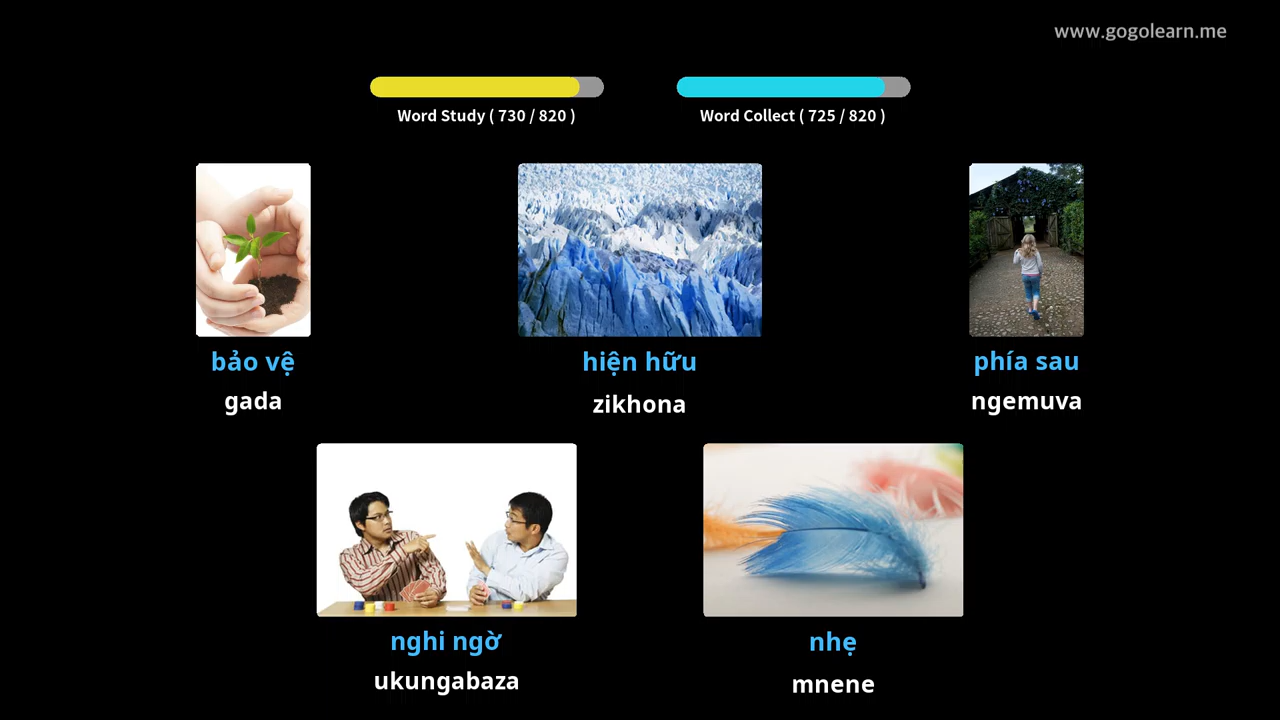 www.gogolearn.me
Word Study ( 730 / 820 )
Word Collect ( 725 / 820 )
bảo vệ
gada
hiện hữu
zikhona
phía sau
ngemuva
nghi ngờ
ukungabaza
nhẹ
mnene